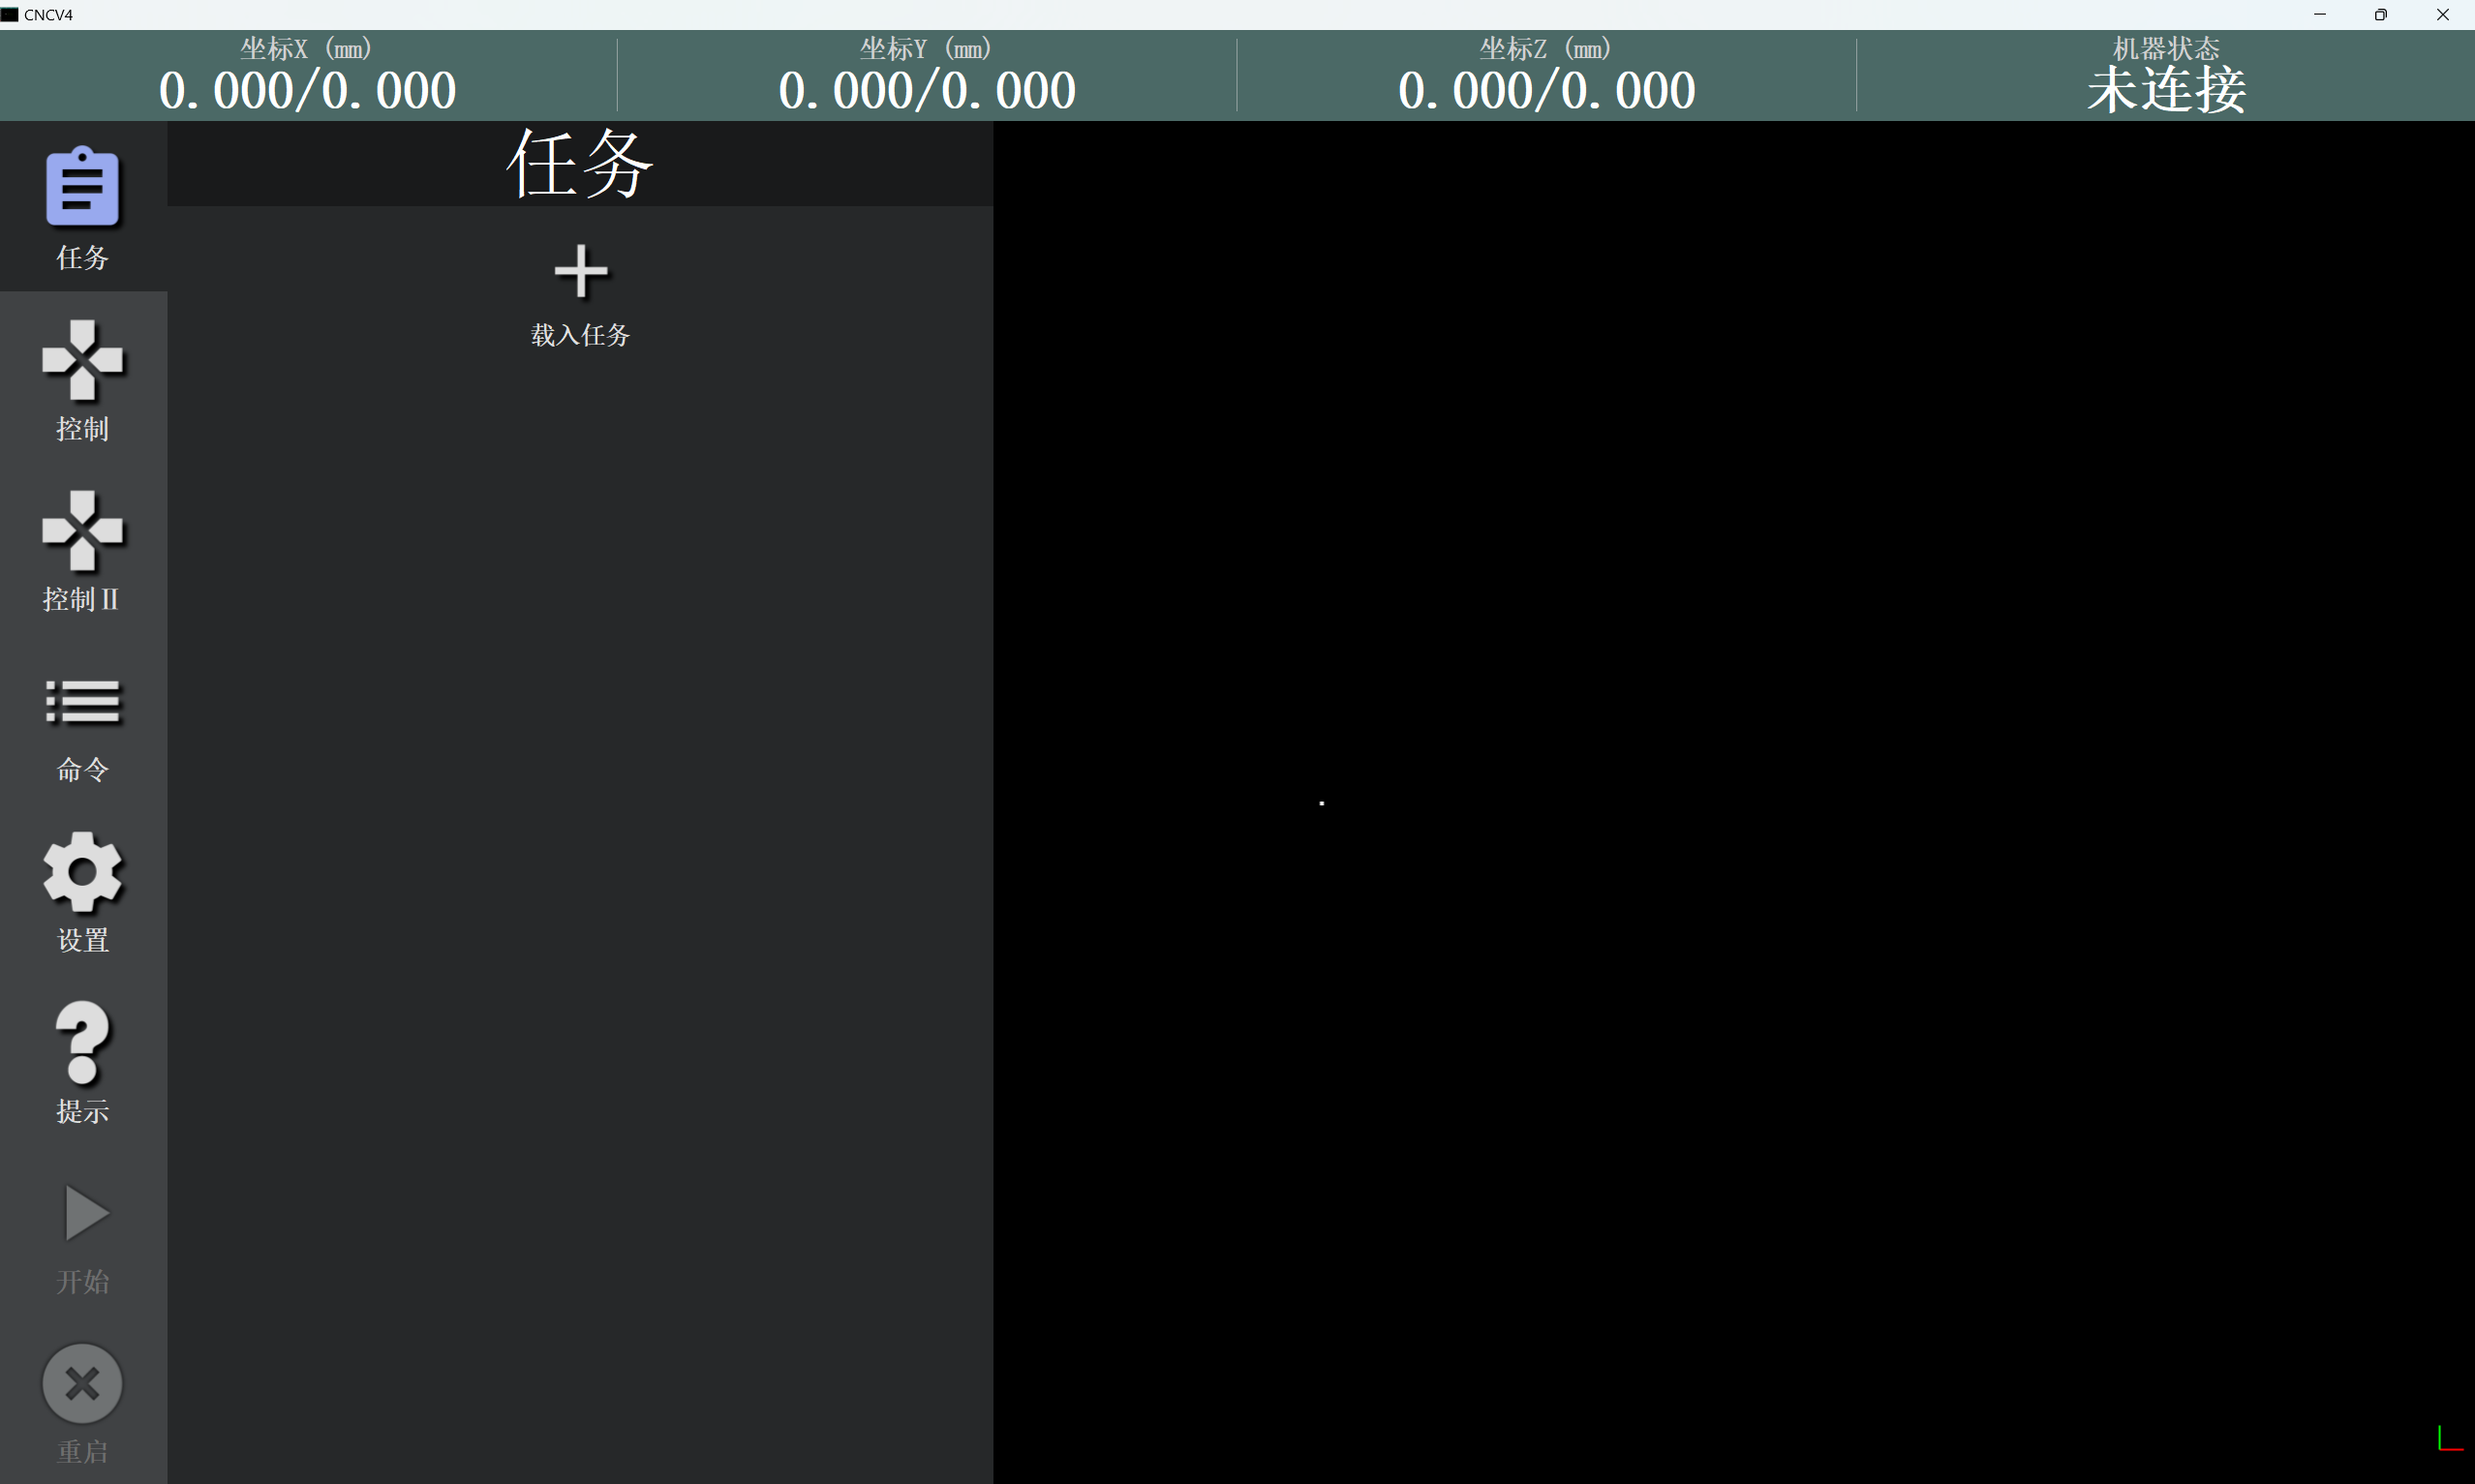 CNCV4
坐标X (mm)
0.000/0.000
坐标Y (mm)
0.000/0.000
坐标Z (mm)
0.000/0.000
机器状态
未连接
任务
控制
控制Ⅱ
命令
设置
提示
开始
重启
任务
载入任务